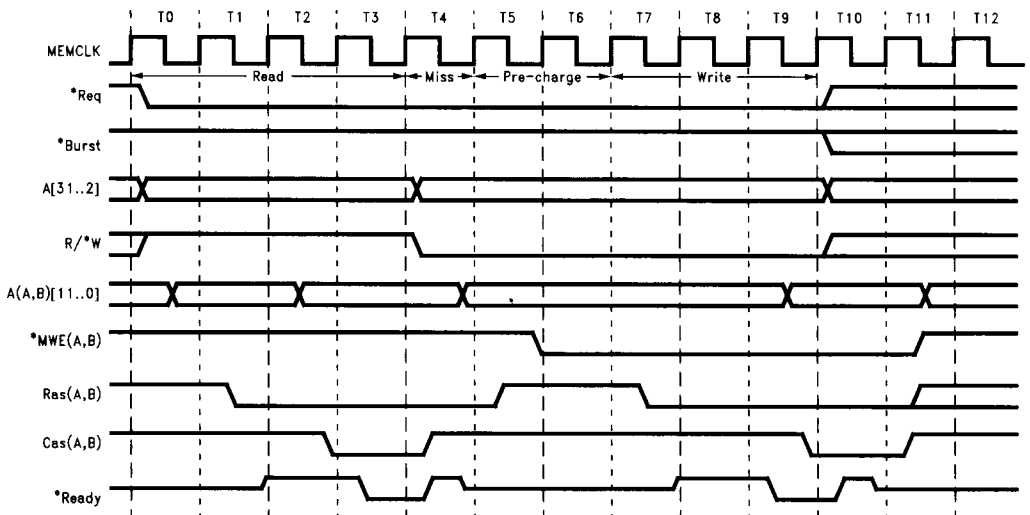 T0 T1 T2 T3 T4 T5 T6 T7 T8 T9 T10 T11 T12
MEMCLK
Read Miss Pre-charge Write
*Req
*Burst
A[31..2]
R/*W
A(A,B)[11..0]
*MWE(A,B)
Ras(A,B)
Cas(A,B)
*Ready